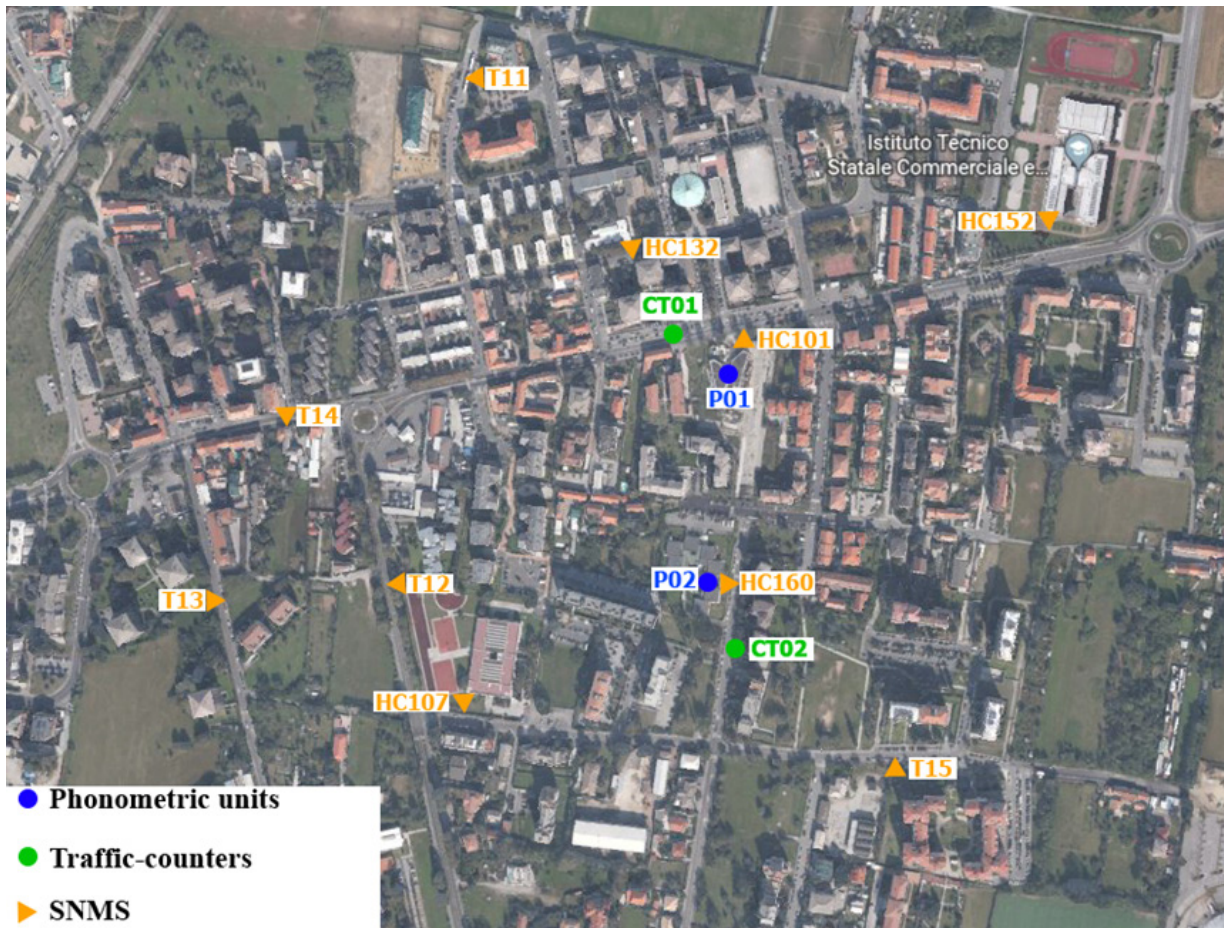 T11
Istituto Tecnico
Statale Commerciale e...
HC152
HC132
CT01
HC101
P01
T14
P02
HC160
T12
T13
CT02
HC107
T15
Phonometric units
Traffic-counters
SNMS